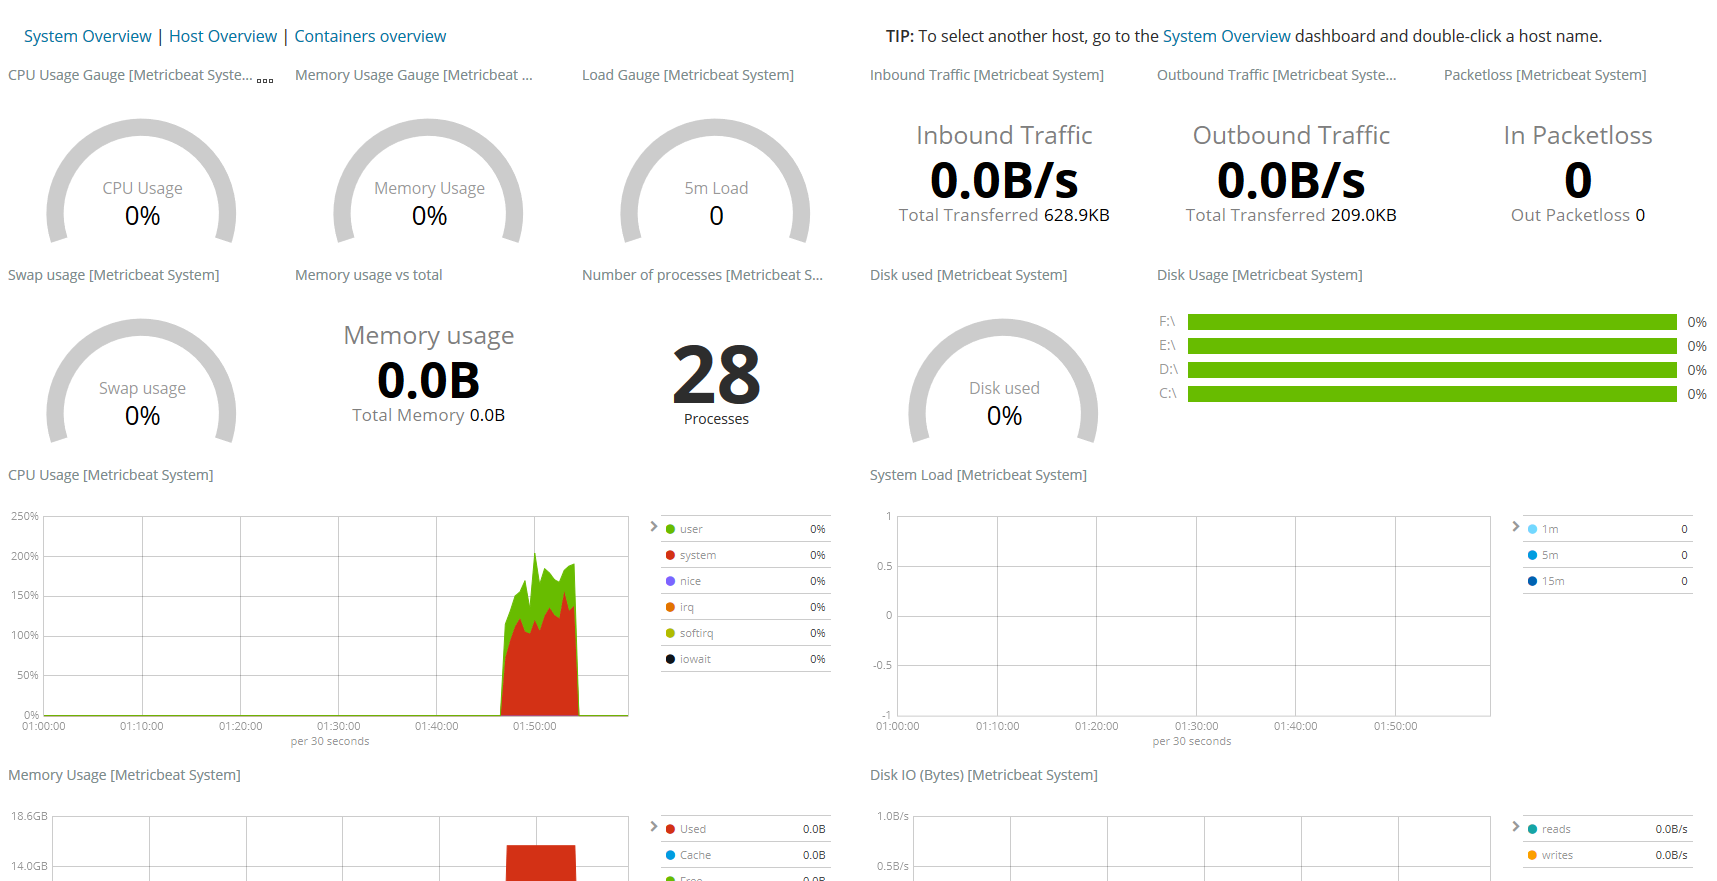 System Overview | Host Overview | Containers overview
TIP: To select another host, go to the System Overview dashboard and double-click a host name.
CPU Usage Gauge [Metricbeat Syste...
Memory Usage Gauge [Metricbeat ...
Load Gauge [Metricbeat System]
Inbound Traffic [Metricbeat System]
Outbound Traffic [Metricbeat Syste...
Packetloss [Metricbeat System]
CPU Usage
0%
Memory Usage
0%
5m Load
0
Inbound Traffic
0.0B/s
Total Transferred 628.9KB
Outbound Traffic
0.0B/s
Total Transferred 209.0KB
In Packetloss
0
Out Packetloss 0
Swap usage [Metricbeat System]
Memory usage vs total
Number of processes [Metricbeat S...
Disk used [Metricbeat System]
Disk Usage [Metricbeat System]
Swap usage
0%
Memory usage
0.0B
Total Memory 0.0B
28
Processes
Disk used
0%
F:\ 0%
E:\ 0%
D:\ 0%
C:\ 0%
CPU Usage [Metricbeat System]
250%
200%
150%
100%
50%
0%
01:00:00 01:10:00 01:20:00 01:30:00 01:40:00 01:50:00
per 30 seconds
user 0%
system 0%
nice 0%
irq 0%
softirq 0%
iowait 0%
System Load [Metricbeat System]
1
0.5
0
-0.5
-1
01:00:00 01:10:00 01:20:00 01:30:00 01:40:00 01:50:00
per 30 seconds
1m 0
5m 0
15m 0
Memory Usage [Metricbeat System]
18.6GB
14.0GB
Used 0.0B
Cache 0.0B
Free 0.0B
Disk IO (Bytes) [Metricbeat System]
1.0B/s
0.5B/s
reads 0.0B/s
writes 0.0B/s